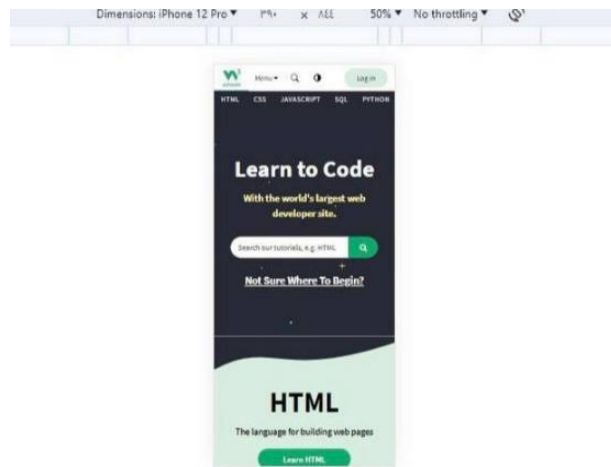 Dimensions: iPhone 12 Pro ▼ ٣٩٠ x ٨٤٤ 50% ▼ No throttling ▼
Menu ▾ Log in
HTML CSS JAVASCRIPT SQL PYTHON
Learn to Code
With the world's largest web
developer site.
Search our tutorials, e.g. HTML
Not Sure Where To Begin?
HTML
The language for building web pages
Learn HTML